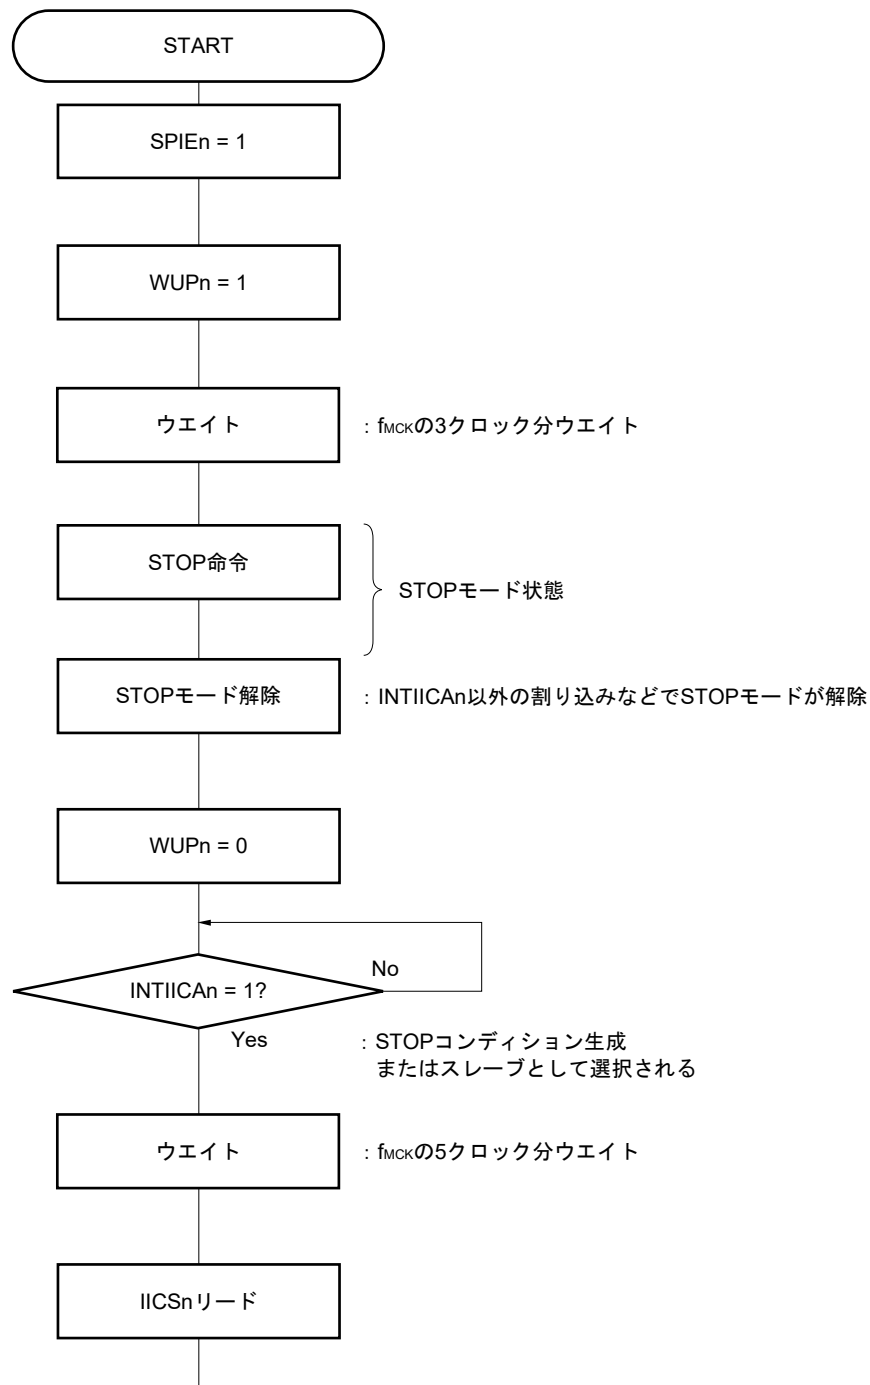 START
SPIEn = 1
WUPn = 1
ウエイト
：fMCKの3クロック分ウエイト
STOP命令
STOPモード状態
STOPモード解除
：INTIICAn以外の割り込みなどでSTOPモードが解除
WUPn = 0
No
INTIICAn = 1?
Yes
：STOPコンディション生成
またはスレーブとして選択される
ウエイト
：fMCKの5クロック分ウエイト
IICSnリード